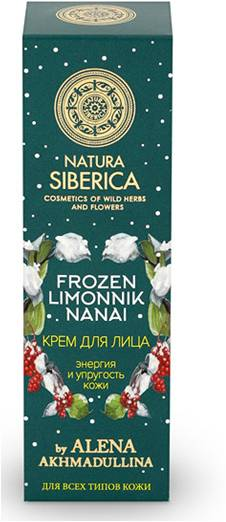 NATURA
SIBERICA
COSMETICS OF WILD HERBS
AND FLOWERS
FROZEN
LIMONNIK
NANAI
КРЕМ ДЛЯ ЛИЦА
энергия
и упругость
кожи
by ALENA
AKHMADULLINA
ДЛЯ ВСЕХ ТИПОВ КОЖИ